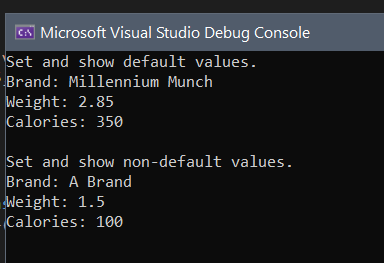 Microsoft Visual Studio Debug Console
Set and show default values.
Brand: Millennium Munch
Weight: 2.85
Calories: 350
Set and show non-default values.
Brand: A Brand
Weight: 1.5
Calories: 100